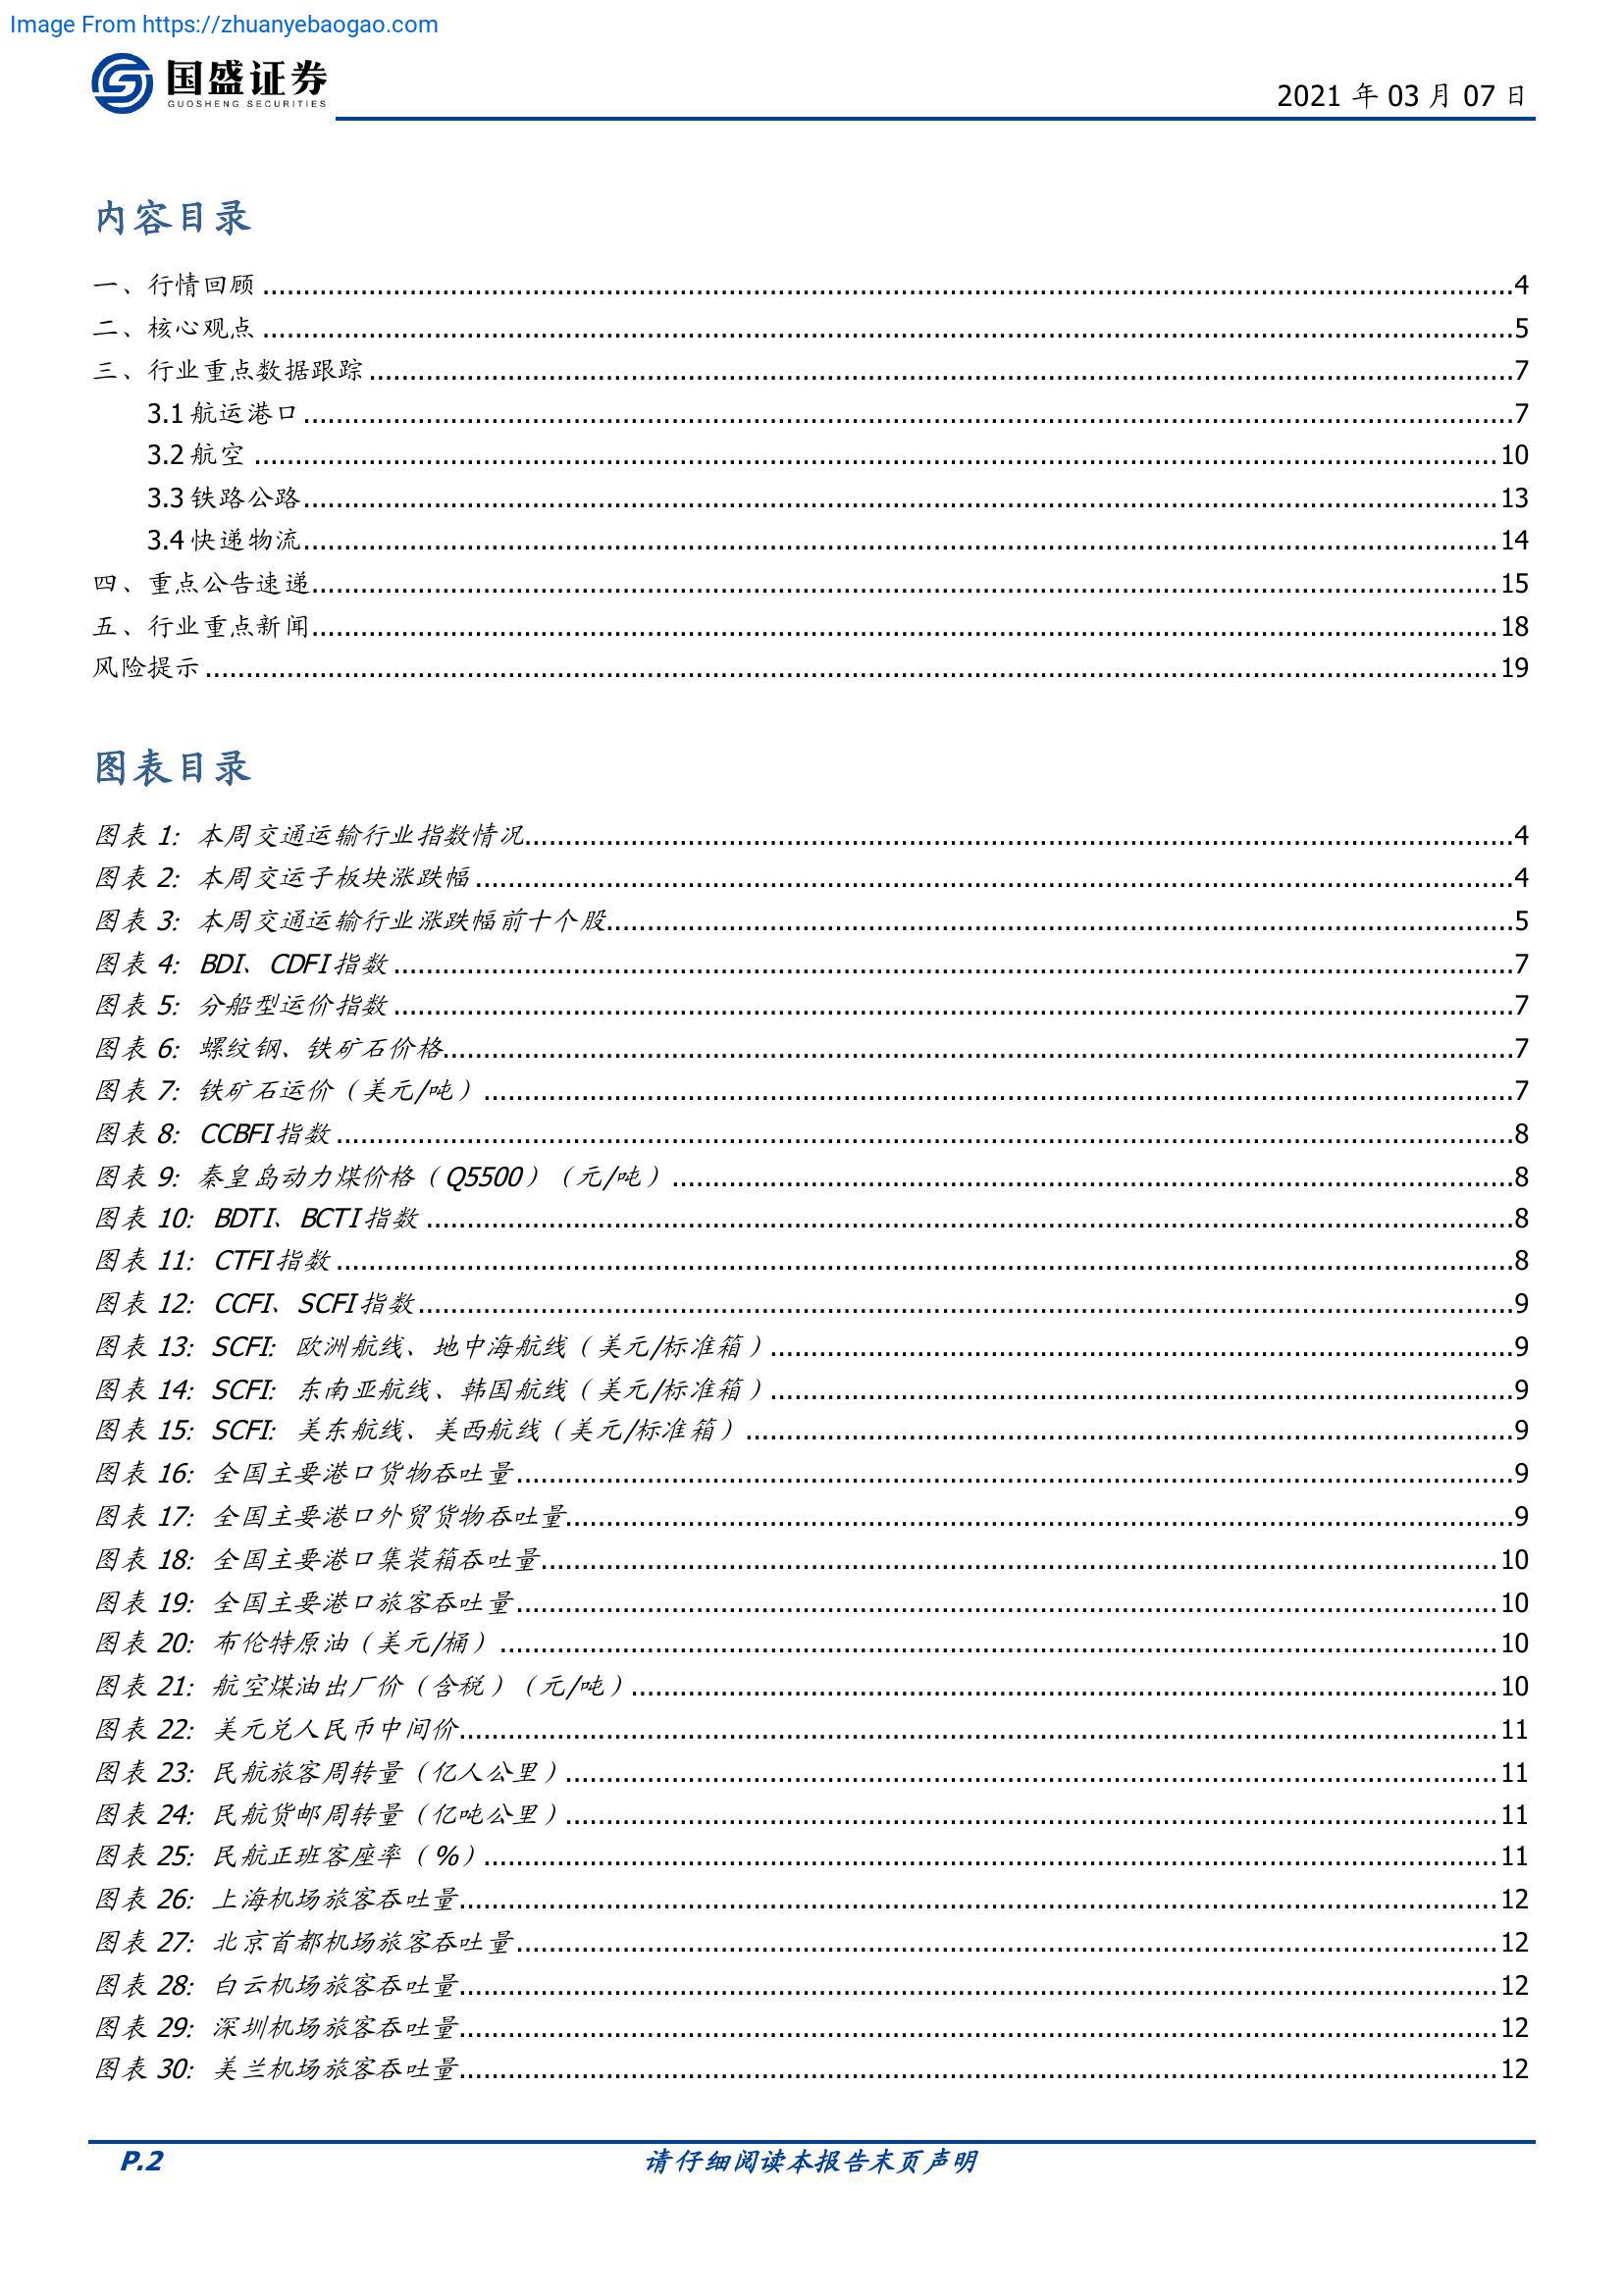 Image From https://zhuanyebaogao.com
国盛证券
GUOSHENG SECURITIES
2021 年 03 月 07 日
内容目录
一、行情回顾 4
二、核心观点 5
三、行业重点数据跟踪 7
3.1 航运港口 7
3.2 航空 10
3.3 铁路公路 13
3.4 快递物流 14
四、重点公告速递 15
五、行业重点新闻 18
风险提示 19
图表目录
图表 1: 本周交通运输行业指数情况 4
图表 2: 本周交运子板块涨跌幅 4
图表 3: 本周交通运输行业涨跌幅前十个股 5
图表 4: BDI、CDFI 指数 7
图表 5: 分船型运价指数 7
图表 6: 螺纹钢、铁矿石价格 7
图表 7: 铁矿石运价（美元/吨） 7
图表 8: CCBFI 指数 8
图表 9: 秦皇岛动力煤价格（Q5500）（元/吨） 8
图表 10: BDTI、BCTI 指数 8
图表 11: CTFI 指数 8
图表 12: CCFI、SCFI 指数 9
图表 13: SCFI: 欧洲航线、地中海航线（美元/标准箱） 9
图表 14: SCFI: 东南亚航线、韩国航线（美元/标准箱） 9
图表 15: SCFI: 美东航线、美西航线（美元/标准箱） 9
图表 16: 全国主要港口货物吞吐量 9
图表 17: 全国主要港口外贸货物吞吐量 9
图表 18: 全国主要港口集装箱吞吐量 10
图表 19: 全国主要港口旅客吞吐量 10
图表 20: 布伦特原油（美元/桶） 10
图表 21: 航空煤油出厂价（含税）（元/吨） 10
图表 22: 美元兑人民币中间价 11
图表 23: 民航旅客周转量（亿人公里） 11
图表 24: 民航货邮周转量（亿吨公里） 11
图表 25: 民航正班客座率（%） 11
图表 26: 上海机场旅客吞吐量 12
图表 27: 北京首都机场旅客吞吐量 12
图表 28: 白云机场旅客吞吐量 12
图表 29: 深圳机场旅客吞吐量 12
图表 30: 美兰机场旅客吞吐量 12
P.2 请仔细阅读本报告末页声明